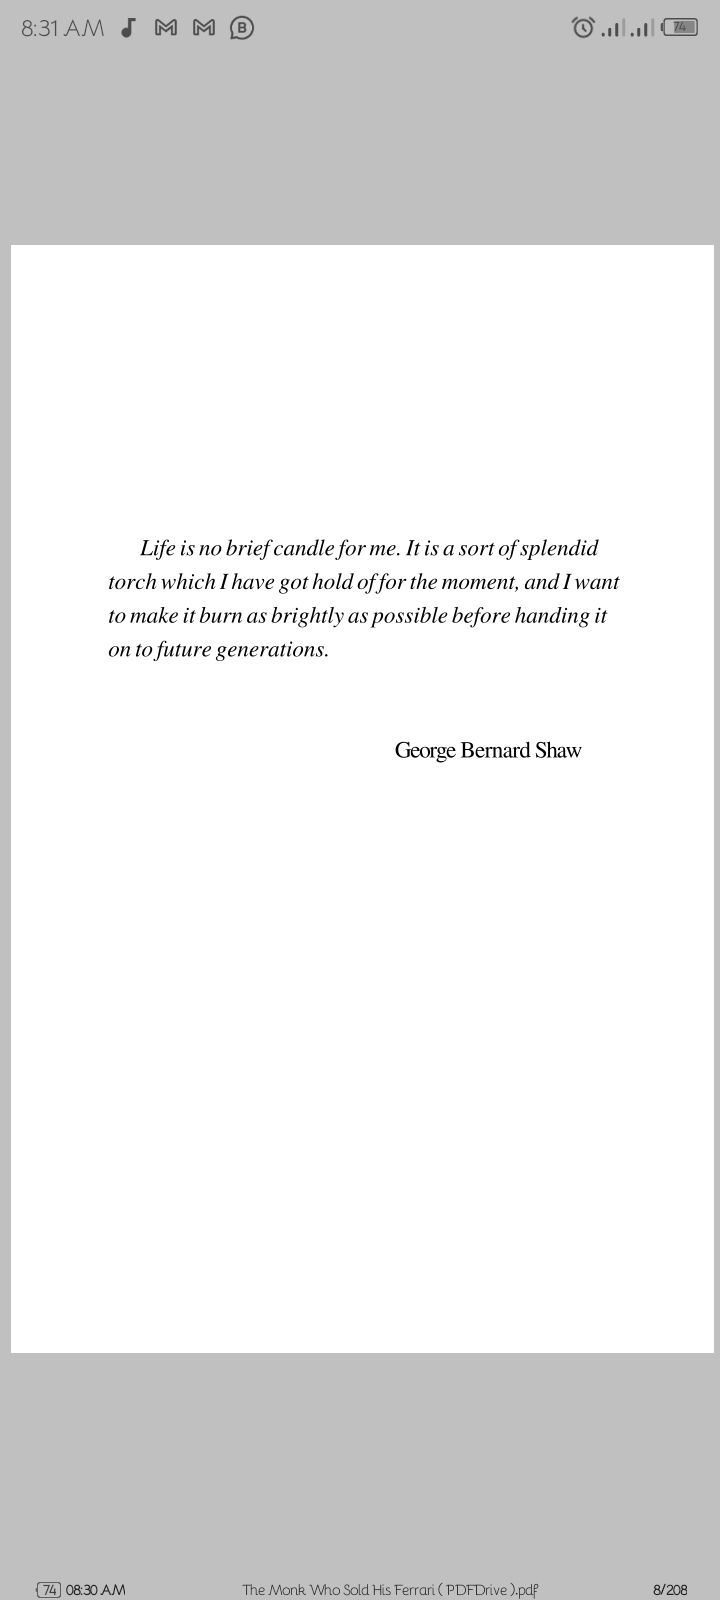 8:31 AM
B
74
Life is no brief candle for me. It is a sort of splendid
torch which I have got hold of for the moment, and I want
to make it burn as brightly as possible before handing it
on to future generations.
George Bernard Shaw
74 08:30 AM The Monk Who Sold His Ferrari ( PDFDrive ).pdf 8/208